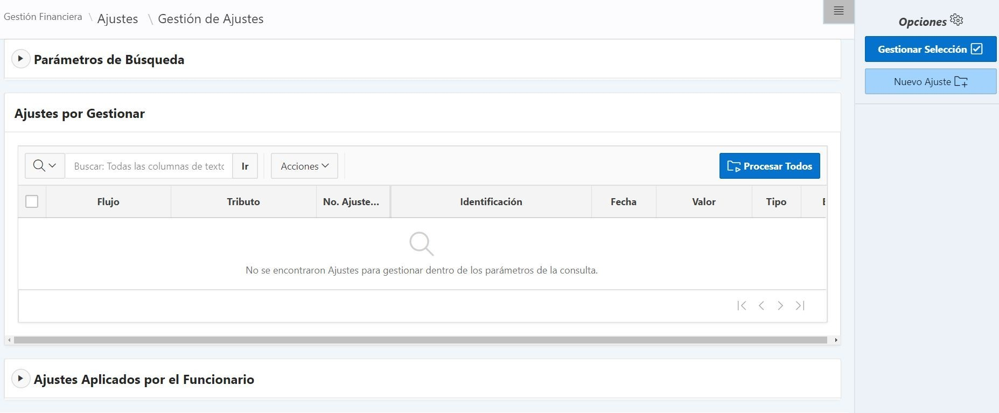 Gestión Financiera \ Ajustes \ Gestión de Ajustes
Opciones
Gestionar Selección
Nuevo Ajuste
Parámetros de Búsqueda
Ajustes por Gestionar
Buscar: Todas las columnas de texto Ir Acciones Procesar Todos
Flujo Tributo No. Ajuste... Identificación Fecha Valor Tipo
No se encontraron Ajustes para gestionar dentro de los parámetros de la consulta.
Ajustes Aplicados por el Funcionario